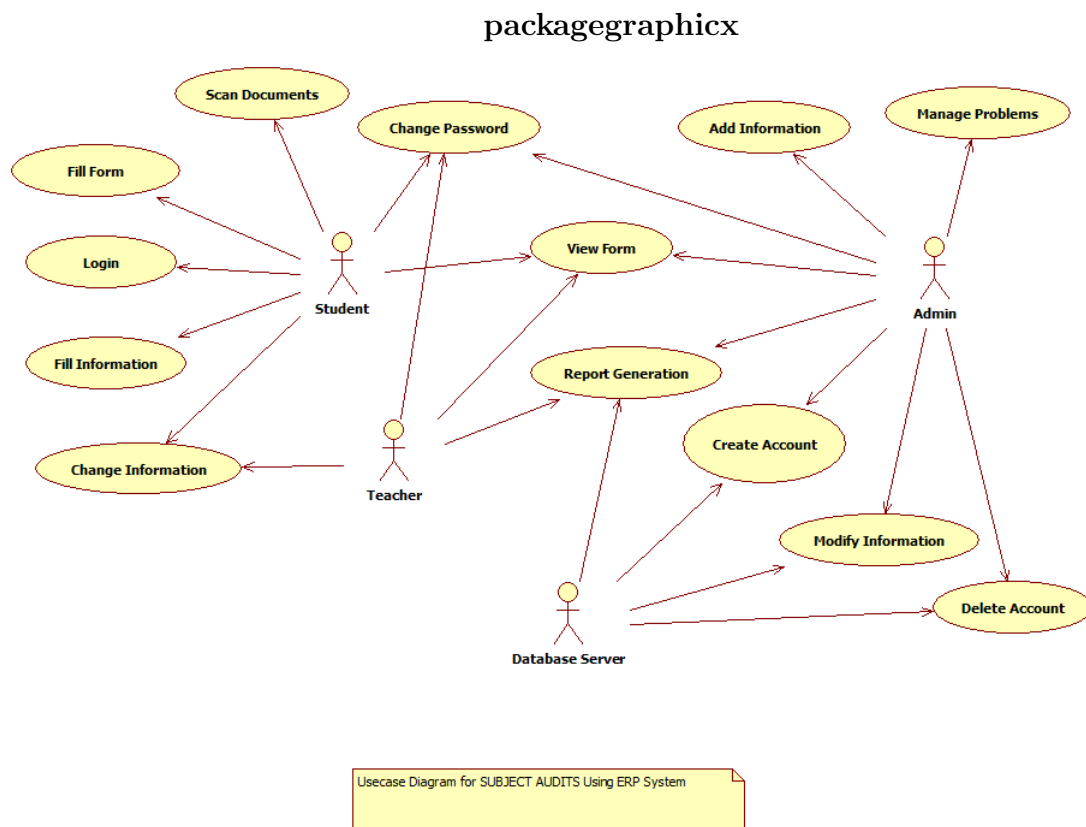 packagegraphicx
Scan Documents
Change Password
Add Information
Manage Problems
Fill Form
Login
View Form
Student
Admin
Fill Information
Report Generation
Create Account
Change Information
Teacher
Modify Information
Delete Account
Database Server
Usecase Diagram for SUBJECT AUDITS Using ERP System